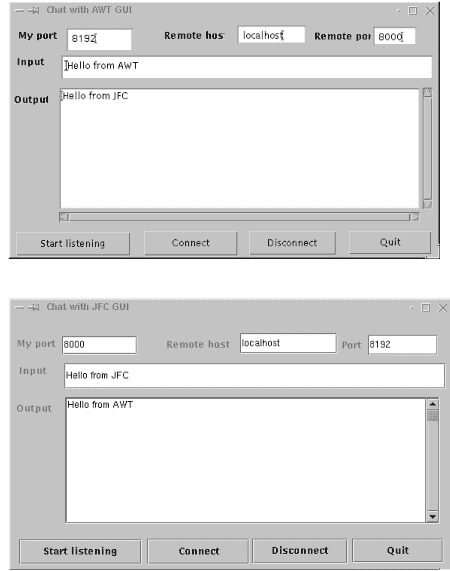 Chat with AWT GUI
My port 8192 Remote hos localhost Remote por 8000
Input Hello from AWT
Output Hello from JFC
Start listening Connect Disconnect Quit
Chat with JFC GUI
My port 8000 Remote host localhost Port 8192
Input Hello from JFC
Output Hello from AWT
Start listening Connect Disconnect Quit